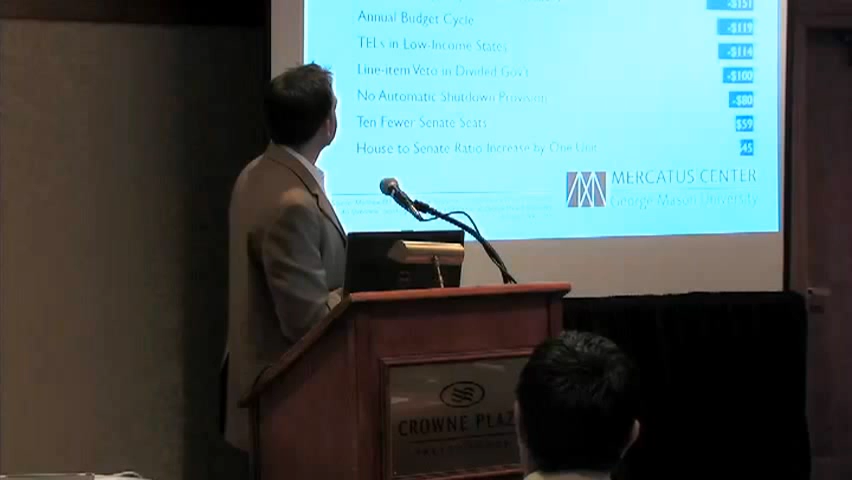 -$151
Annual Budget Cycle -$119
TELs in Low-Income States -$114
Line-item Veto in Divided Gov't -$100
No Automatic Shutdown Provision -$80
Ten Fewer Senate Seats $59
House to Senate Ratio Increase by One Unit 45
MERCATUS CENTER
George Mason University
CROWNE PLAZ